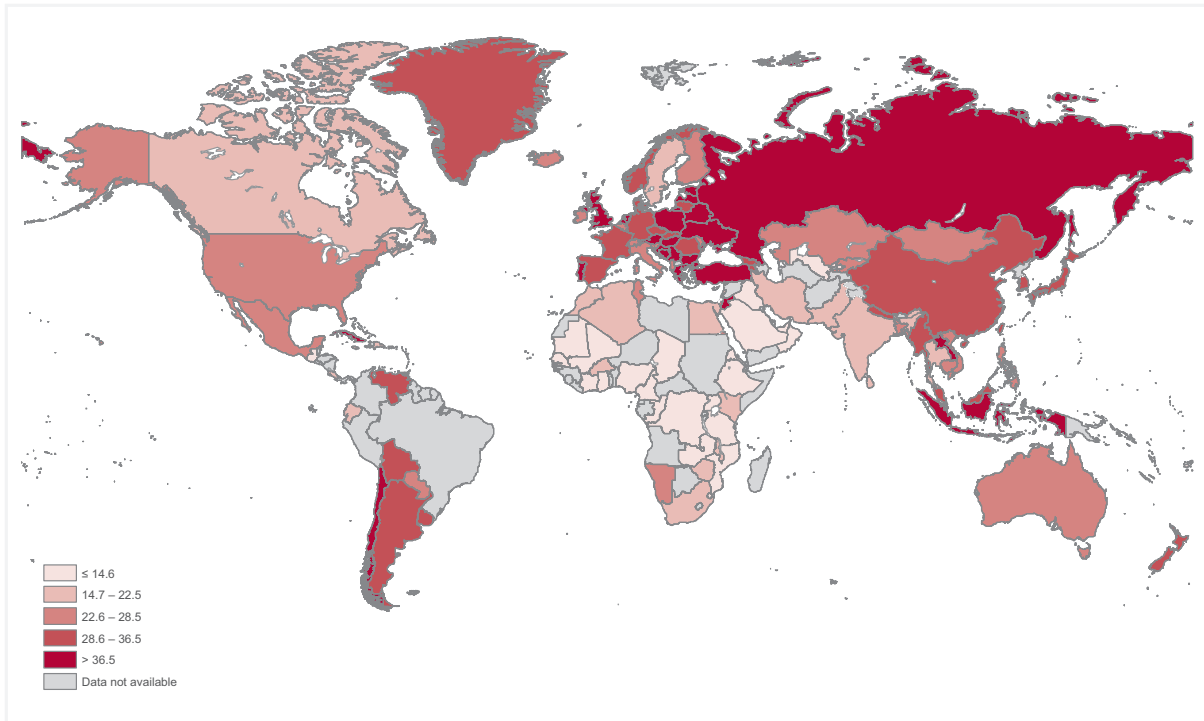 ≤ 14.6
14.7 – 22.5
22.6 – 28.5
28.6 – 36.5
> 36.5
Data not available